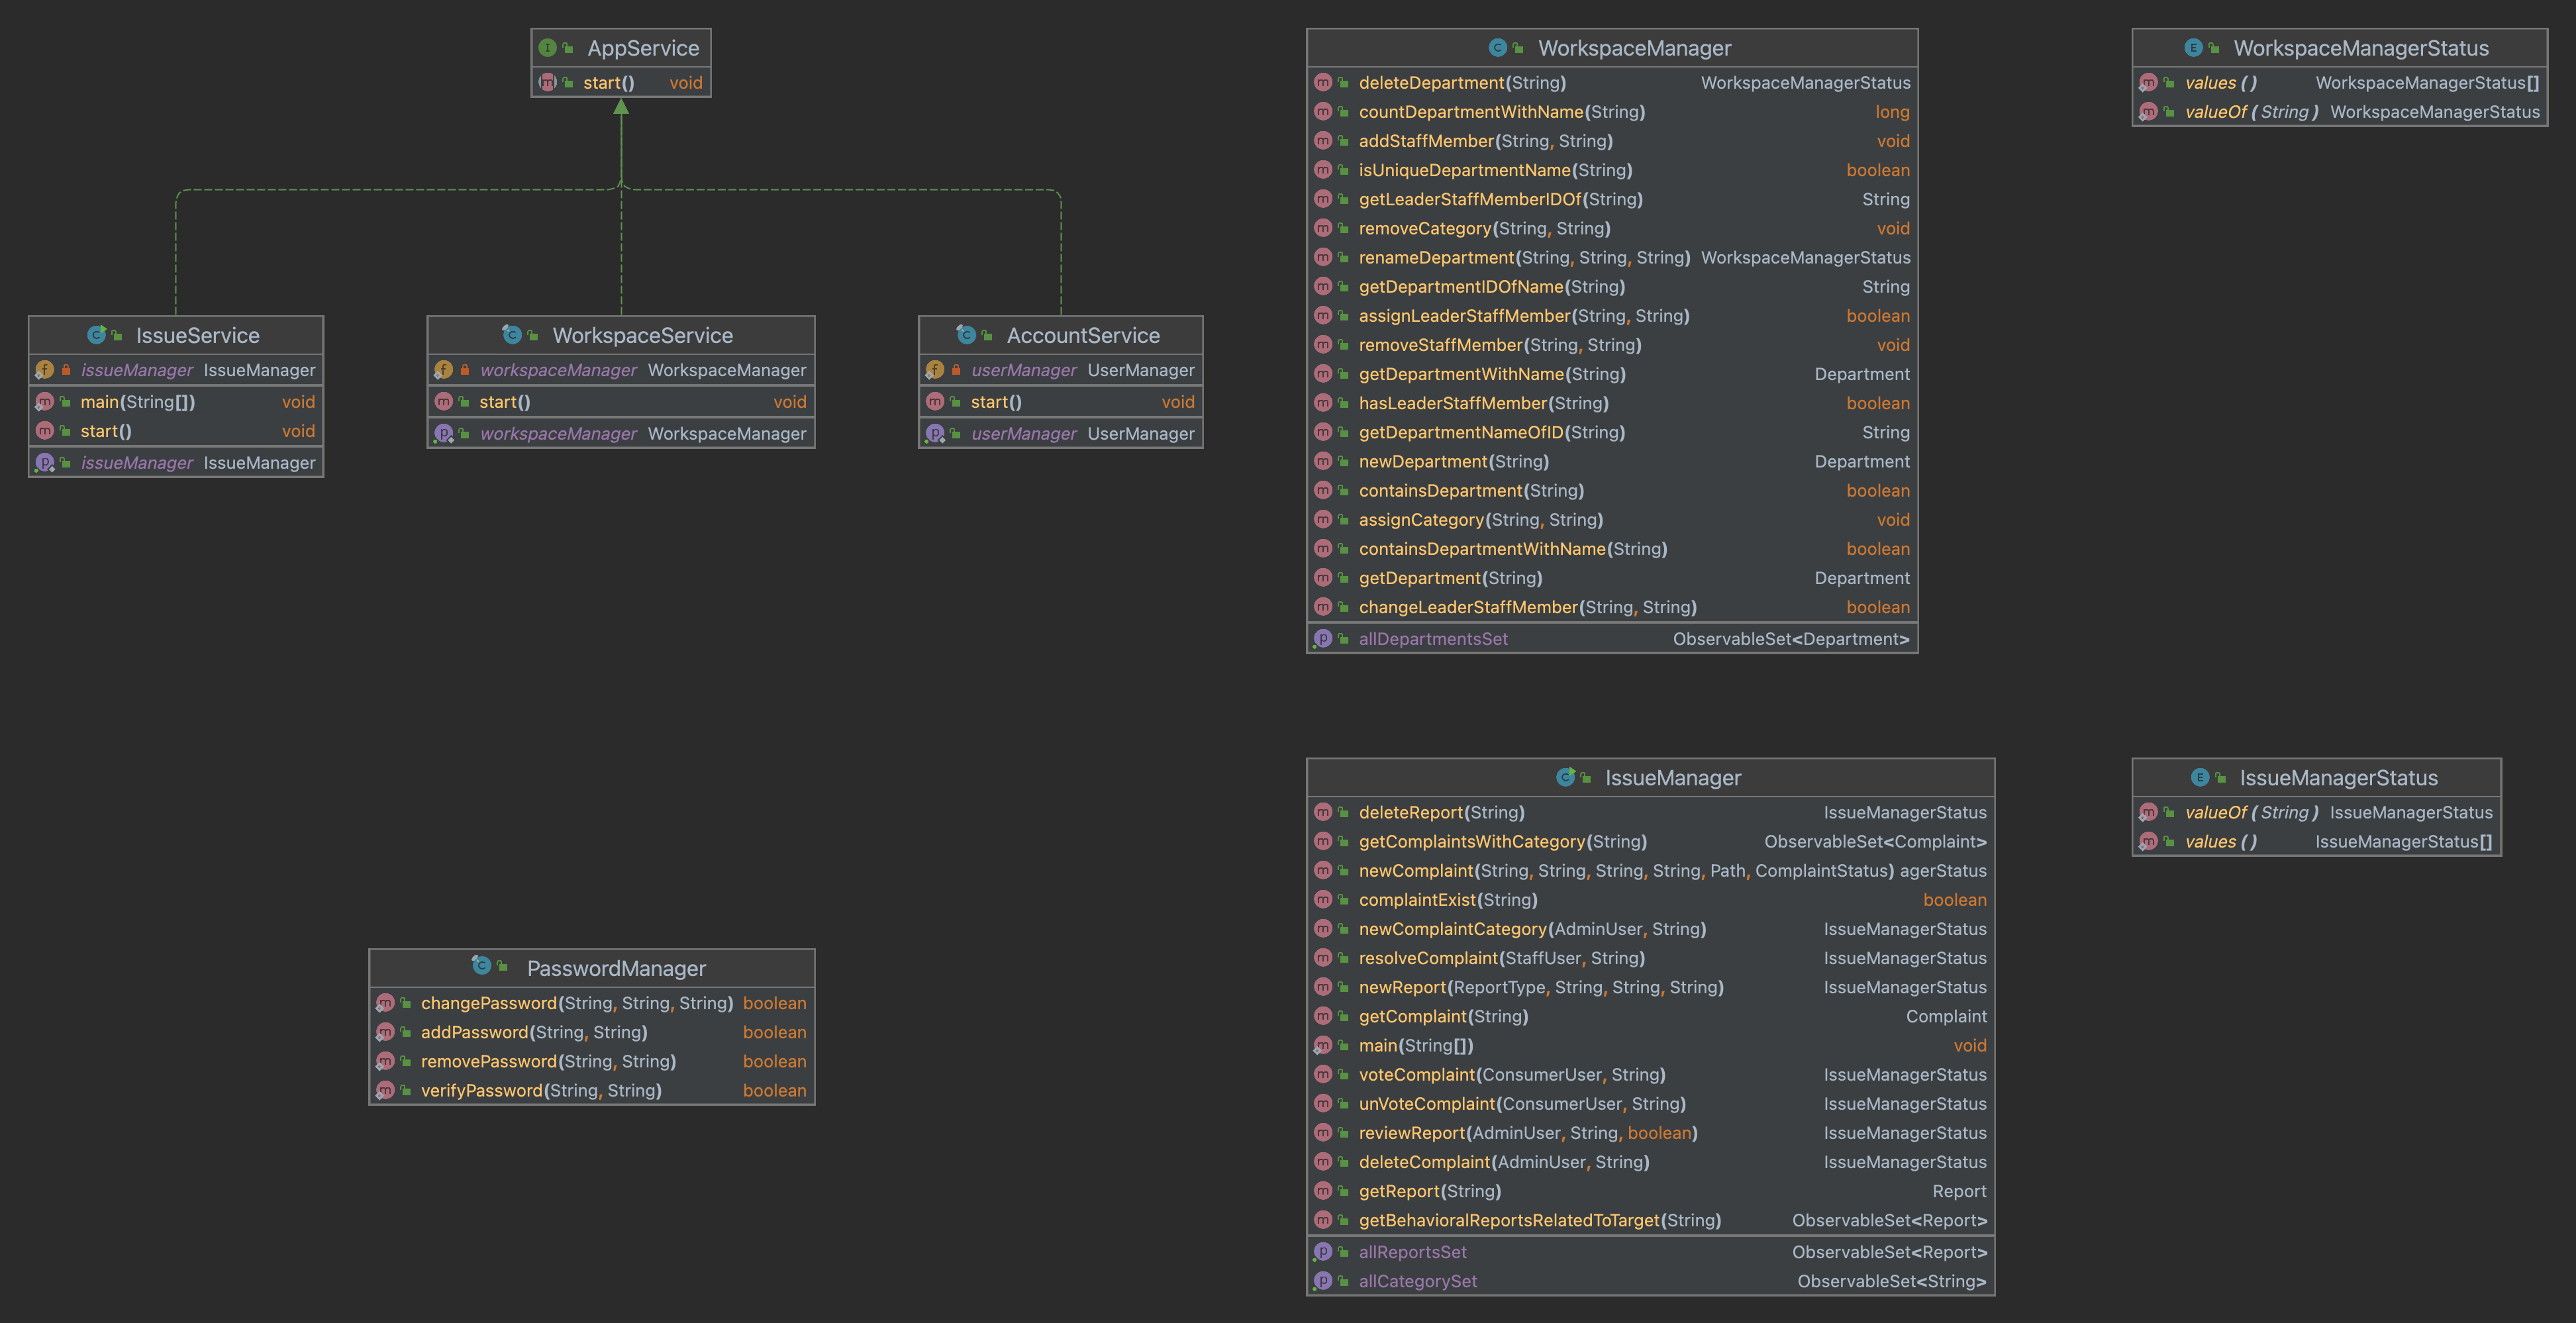 AppService
start() void
IssueService
issueManager IssueManager
main(String[]) void
start() void
issueManager IssueManager
WorkspaceService
workspaceManager WorkspaceManager
start() void
workspaceManager WorkspaceManager
AccountService
userManager UserManager
start() void
userManager UserManager
WorkspaceManager
deleteDepartment(String) WorkspaceManagerStatus
countDepartmentWithName(String) long
addStaffMember(String, String) void
isUniqueDepartmentName(String) boolean
getLeaderStaffMemberIDOf(String) String
removeCategory(String, String) void
renameDepartment(String, String, String) WorkspaceManagerStatus
getDepartmentIDOfName(String) String
assignLeaderStaffMember(String, String) boolean
removeStaffMember(String, String) void
getDepartmentWithName(String) Department
hasLeaderStaffMember(String) boolean
getDepartmentNameOfID(String) String
newDepartment(String) Department
containsDepartment(String) boolean
assignCategory(String, String) void
containsDepartmentWithName(String) boolean
getDepartment(String) Department
changeLeaderStaffMember(String, String) boolean
allDepartmentsSet ObservableSet<Department>
WorkspaceManagerStatus
values () WorkspaceManagerStatus[]
valueOf ( String ) WorkspaceManagerStatus
PasswordManager
changePassword(String, String, String) boolean
addPassword(String, String) boolean
removePassword(String, String) boolean
verifyPassword(String, String) boolean
IssueManager
deleteReport(String) IssueManagerStatus
getComplaintsWithCategory(String) ObservableSet<Complaint>
newComplaint(String, String, String, String, Path, ComplaintStatus) agerStatus
complaintExist(String) boolean
newComplaintCategory(AdminUser, String) IssueManagerStatus
resolveComplaint(StaffUser, String) IssueManagerStatus
newReport(ReportType, String, String, String) IssueManagerStatus
getComplaint(String) Complaint
main(String[]) void
voteComplaint(ConsumerUser, String) IssueManagerStatus
unVoteComplaint(ConsumerUser, String) IssueManagerStatus
reviewReport(AdminUser, String, boolean) IssueManagerStatus
deleteComplaint(AdminUser, String) IssueManagerStatus
getReport(String) Report
getBehavioralReportsRelatedToTarget(String) ObservableSet<Report>
allReportsSet ObservableSet<Report>
allCategorySet ObservableSet<String>
IssueManagerStatus
valueOf ( String ) IssueManagerStatus
values () IssueManagerStatus[]